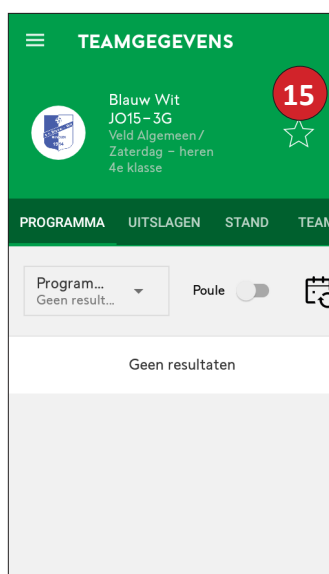 TEAMGEGEVENS
Blauw Wit
JO15-3G
Veld Algemeen /
Zaterdag - heren
4e klasse
15
PROGRAMMA UITSLAGEN STAND TEAM
Program...
Geen result...
Poule
Geen resultaten